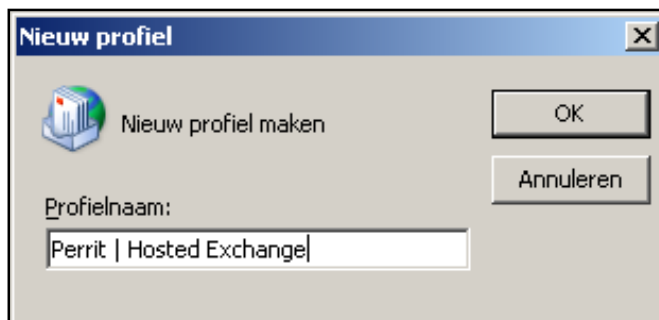 Nieuw profiel
Nieuw profiel maken
OK
Annuleren
Profielnaam:
Perrit | Hosted Exchange